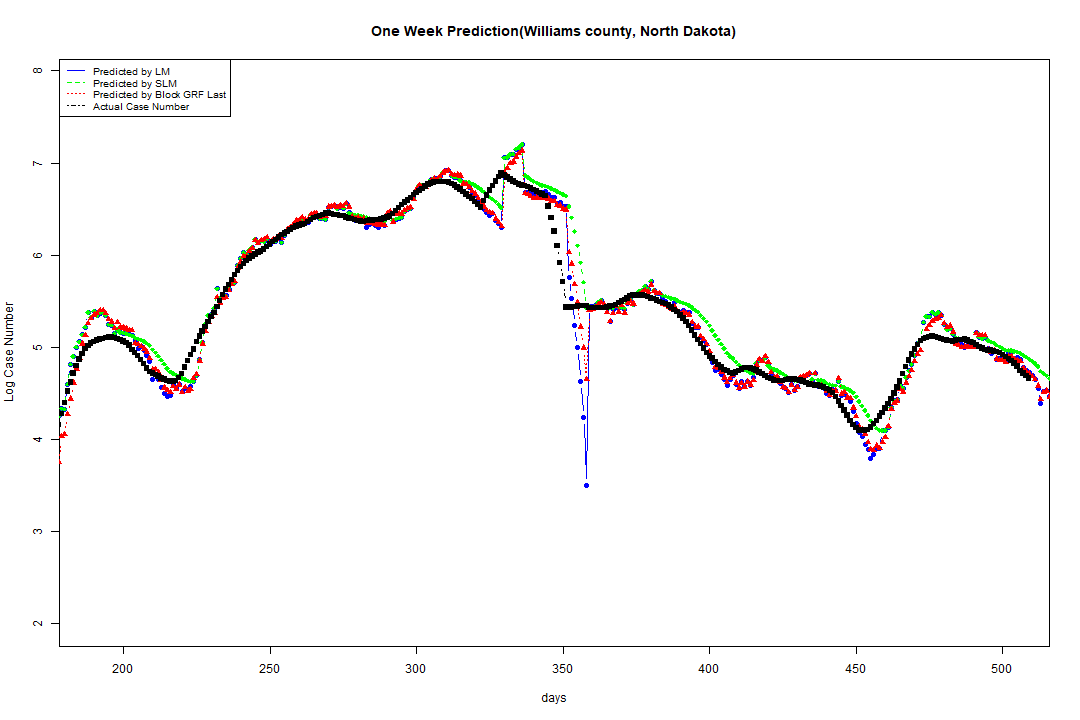 One Week Prediction(Williams county, North Dakota)
Predicted by LM
Predicted by SLM
Predicted by Block GRF Last
Actual Case Number
Log Case Number
8
7
6
5
4
3
2
200 250 300 350 400 450 500
days